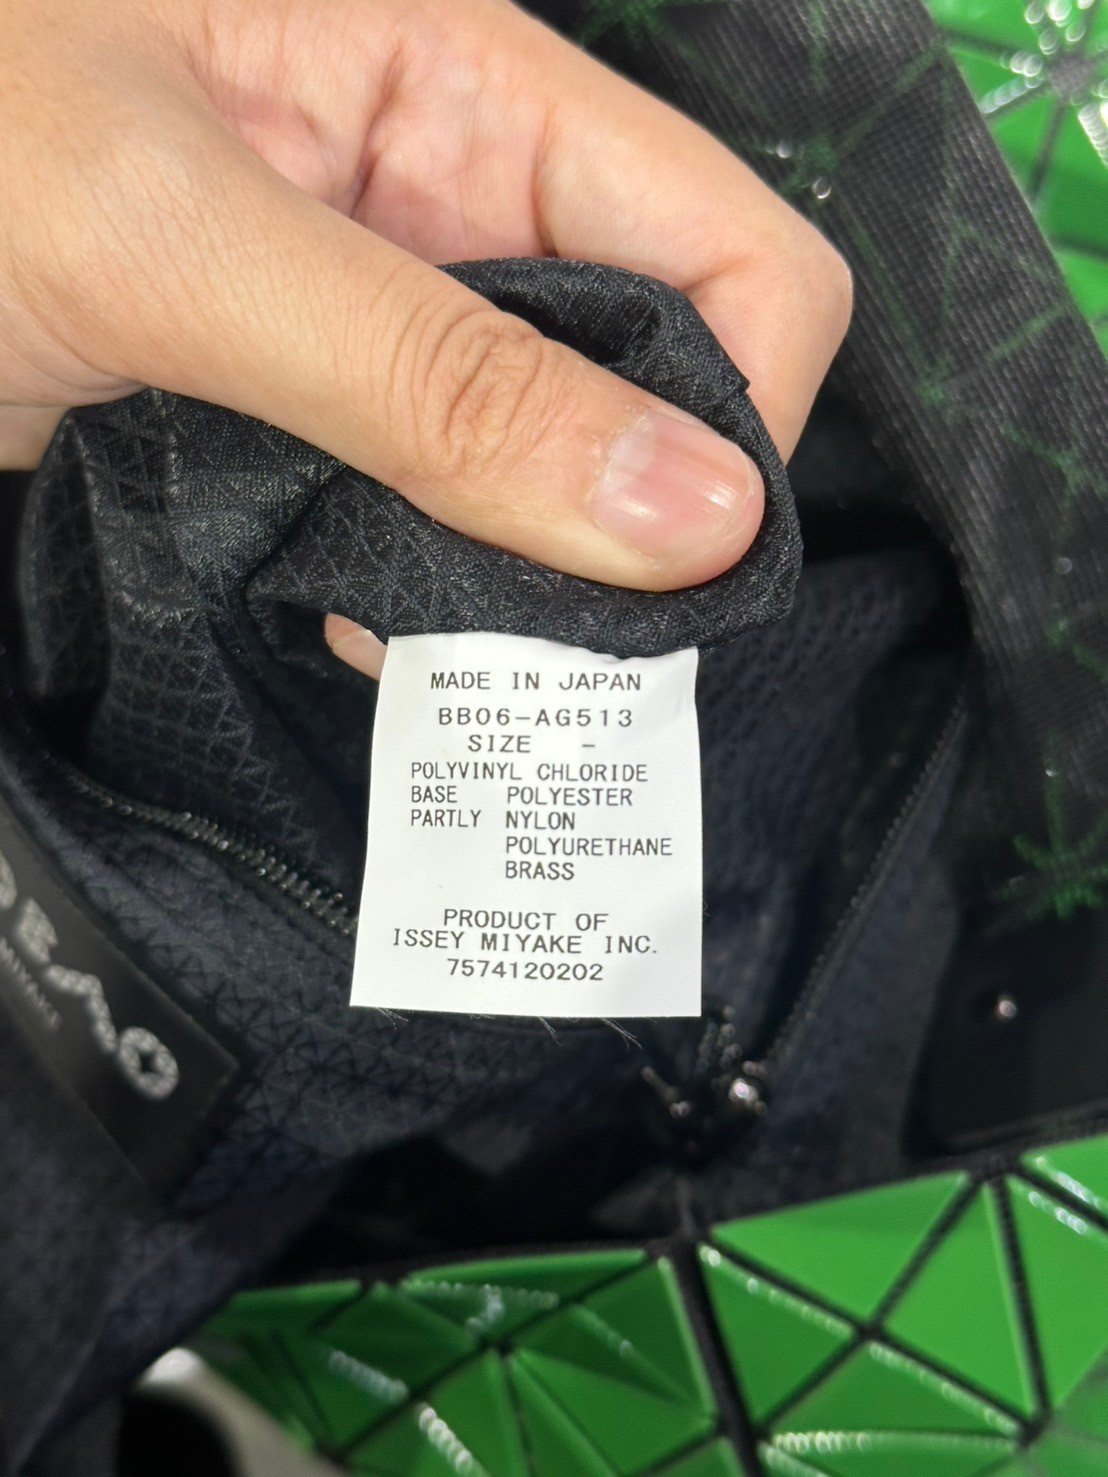 MADE IN JAPAN
BB06-AG513
SIZE -
POLYVINYL CHLORIDE
BASE POLYESTER
PARTLY NYLON
POLYURETHANE
BRASS
PRODUCT OF
ISSEY MIYAKE INC.
7574120202